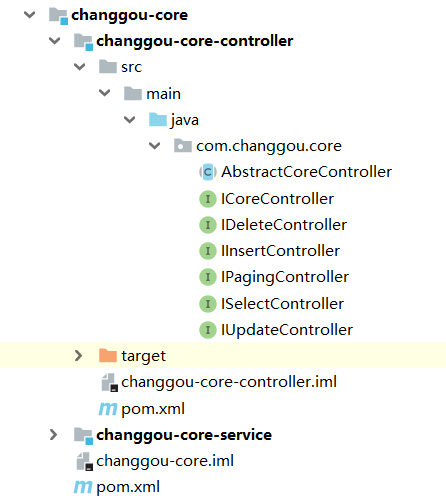 changgou-core
changgou-core-controller
src
main
java
com.changgou.core
AbstractCoreController
ICoreController
IDeleteController
IInsertController
IPagingController
ISelectController
IUpdateController
target
changgou-core-controller.iml
pom.xml
changgou-core-service
changgou-core.iml
pom.xml